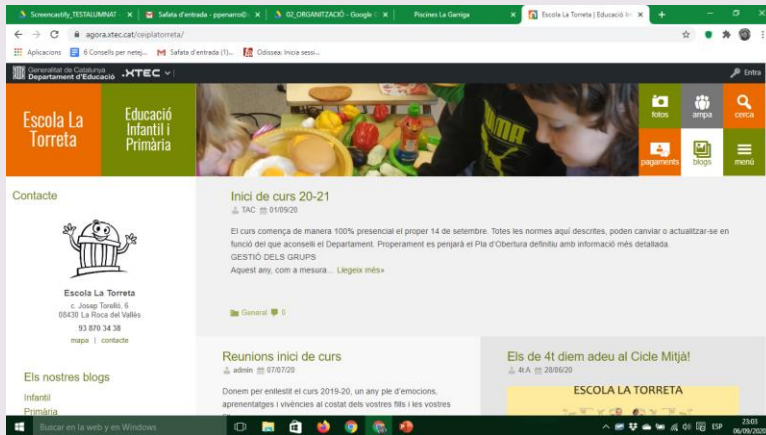 Screencastify_TESTALUMNAT -
Safata d'entrada - ppenarro@
02_ORGANITZACIÓ - Google
Piscines La Garriga
Escola La Torreta | Educació In
agora.xtec.cat/ceiplatorreta/
Aplicacions
6 Consells per netej...
Safata d'entrada (1)...
Odissea: Inicia sessi...
Generalitat de Catalunya
Departament d'Educació
XTEC
Entra
Escola La
Torreta
Educació
Infantil i
Primària
fotos
ampa
cerca
pagaments
blogs
menú
Contacte
Escola La Torreta
c. Josep Torelló, 6
08430 La Roca del Vallès
93 870 34 38
mapa | contacte
Els nostres blogs
Infantil
Primària
Inici de curs 20-21
TAC 01/09/20
El curs comença de manera 100% presencial el proper 14 de setembre. Totes les normes aquí descrites, poden canviar o actualitzar-se en
funció del que aconselli el Departament. Properament es penjarà el Pla d'Obertura definitiu amb informació més detallada.
GESTIÓ DELS GRUPS
Aquest any, com a mesura... Llegeix més»
General 0
Reunions inici de curs
admin 07/07/20
Donem per enllestit el curs 2019-20, un any ple d'emocions,
aprenentatges i vivències al costat dels vostres fills i les vostres
Els de 4t diem adeu al Cicle Mitjà!
4t A 28/06/20
ESCOLA LA TORRETA
Buscar en la web y en Windows
ESP
23:03
06/09/2020